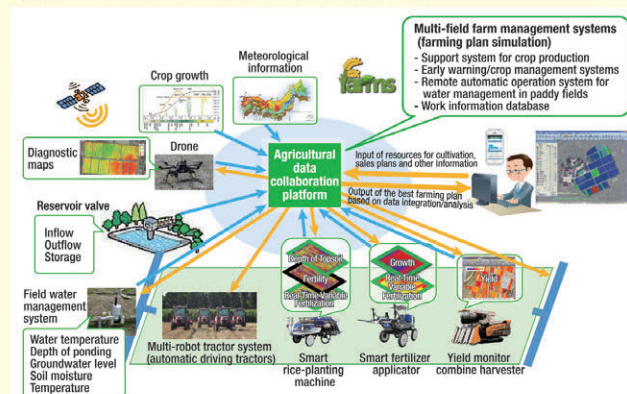 Multi-field farm management systems
(farming plan simulation)
- Support system for crop production
- Early warning/crop management systems
- Remote automatic operation system for
water management in paddy fields
- Work information database
farms
Meteorological
information
Crop growth
Diagnostic
maps
Drone
Agricultural
data
collaboration
platform
Input of resources for cultivation,
sales plans and other information
Output of the best farming plan
based on data integration/analysis
Reservoir valve
Inflow
Outflow
Storage
Depth of Topsoil
Fertility
Real-Time Variable
Fertilization
Growth
Real-Time
Variable
Fertilization
Yield
Field water
management
system
Water temperature
Depth of ponding
Groundwater level
Soil moisture
Temperature
Multi-robot tractor system
(automatic driving tractors)
Smart
rice-planting
machine
Smart fertilizer
applicator
Yield monitor
combine harvester